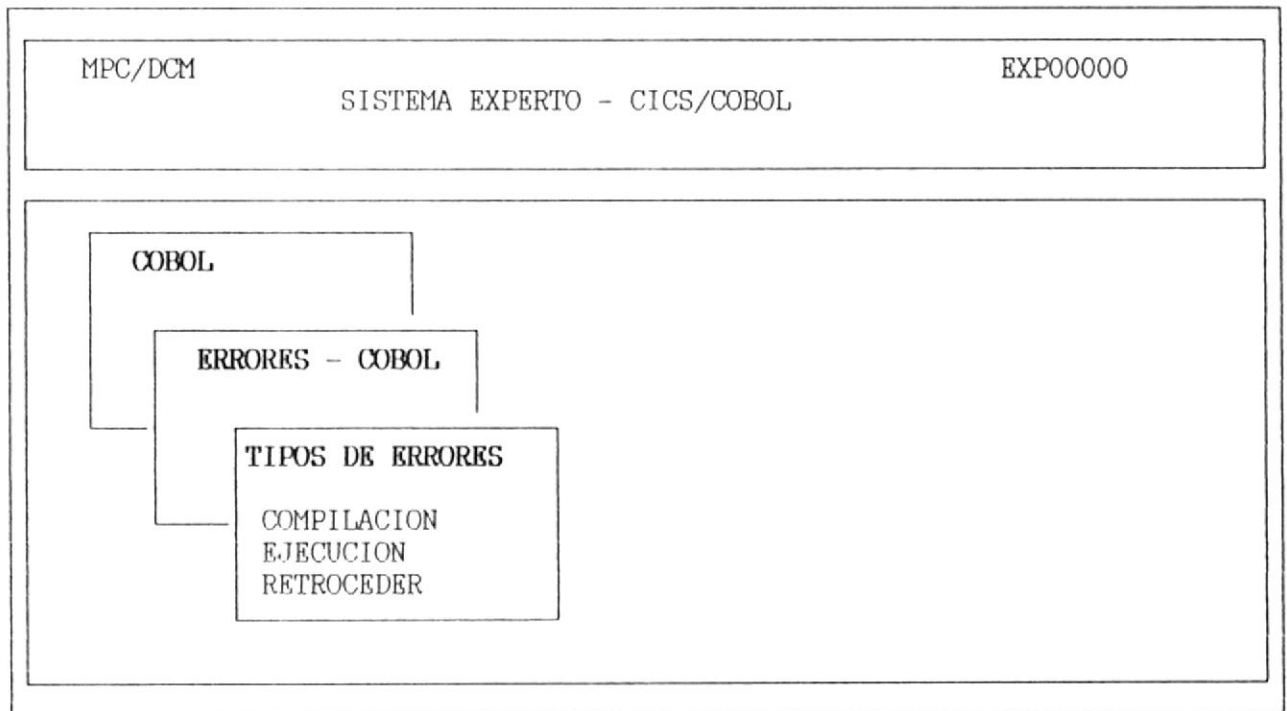 MPC/DCM EXP00000
SISTEMA EXPERTO - CICS/COBOL
COBOL
ERRORES - COBOL
TIPOS DE ERRORES
COMPILACION
EJECUCION
RETROCEDER